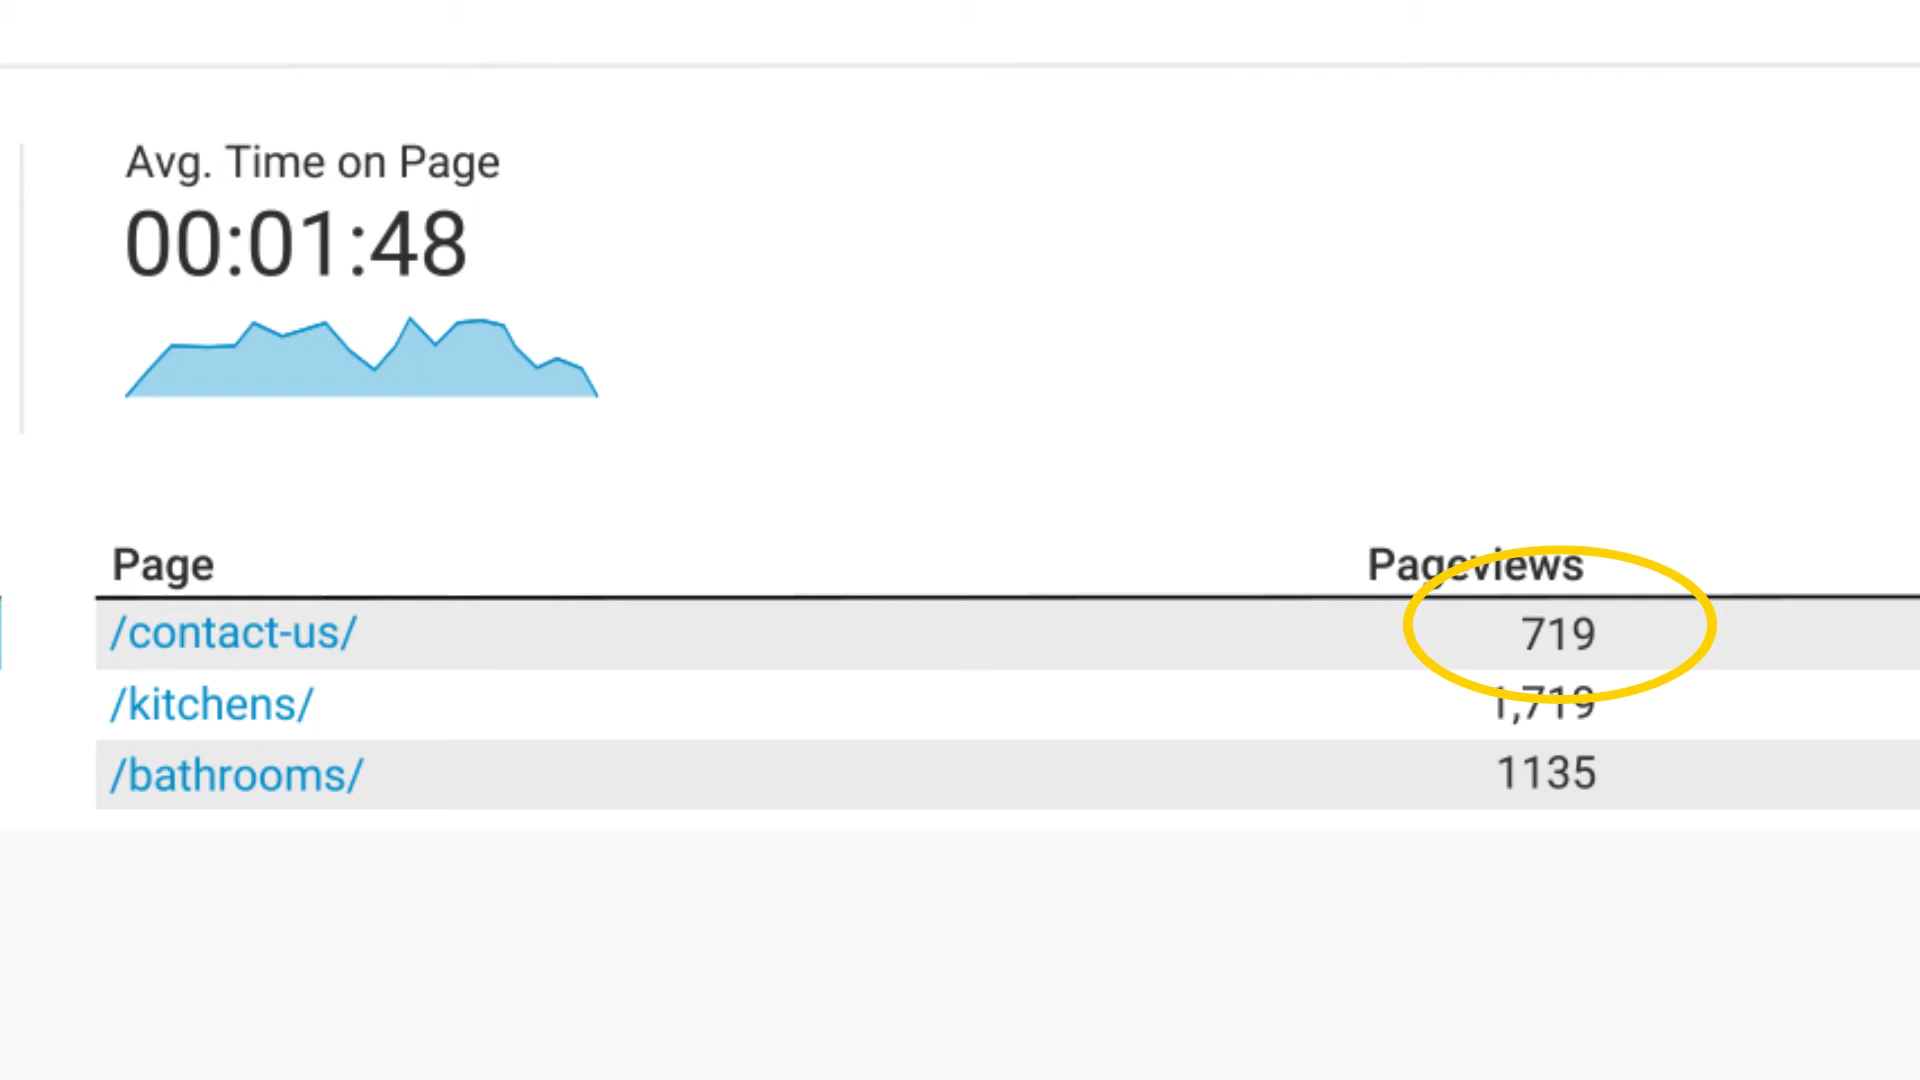 Avg. Time on Page
00:01:48
Page Pageviews
/contact-us/ 719
/kitchens/ 1,719
/bathrooms/ 1135